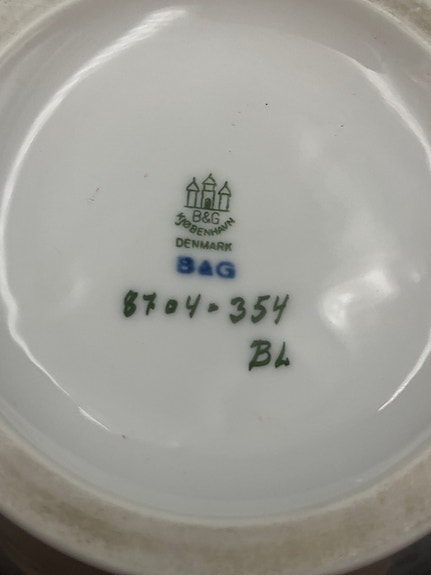 B&G
KJØBENHAVN
DENMARK
B&G
8704-354
BL